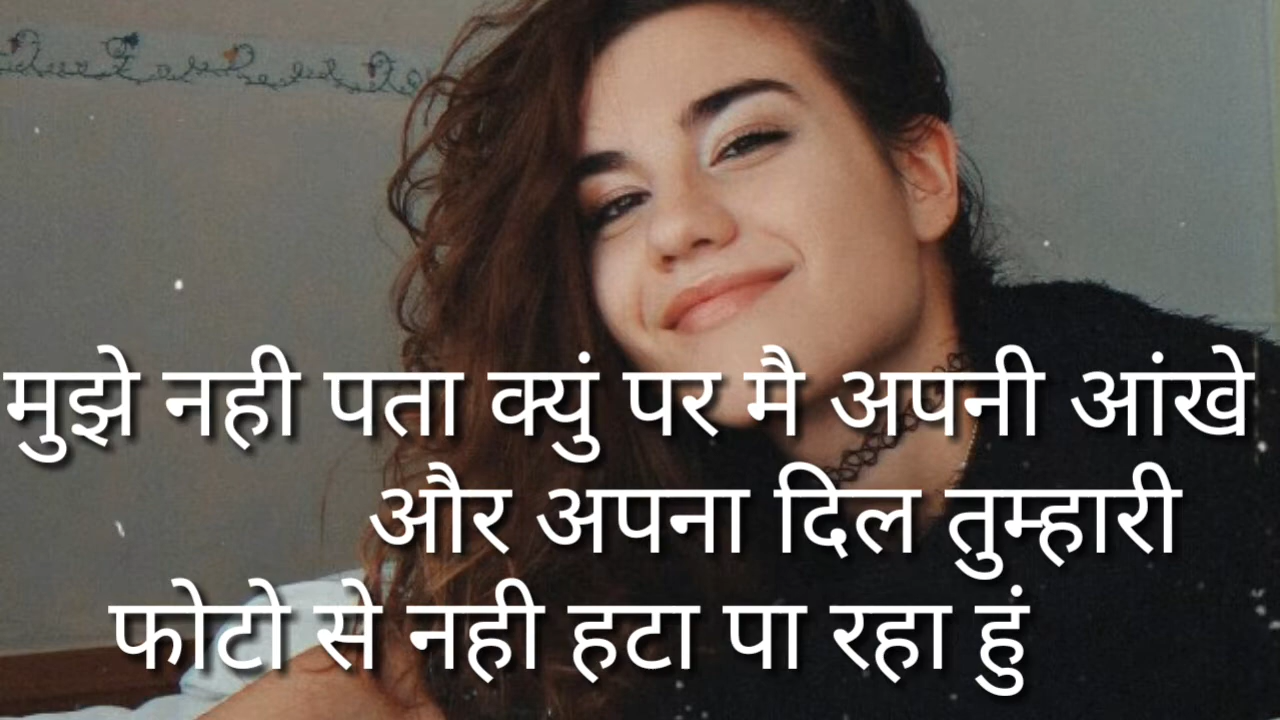 मुझे नही पता क्युं पर मै अपनी आंखे
और अपना दिल तुम्हारी
फोटो से नही हटा पा रहा हुं